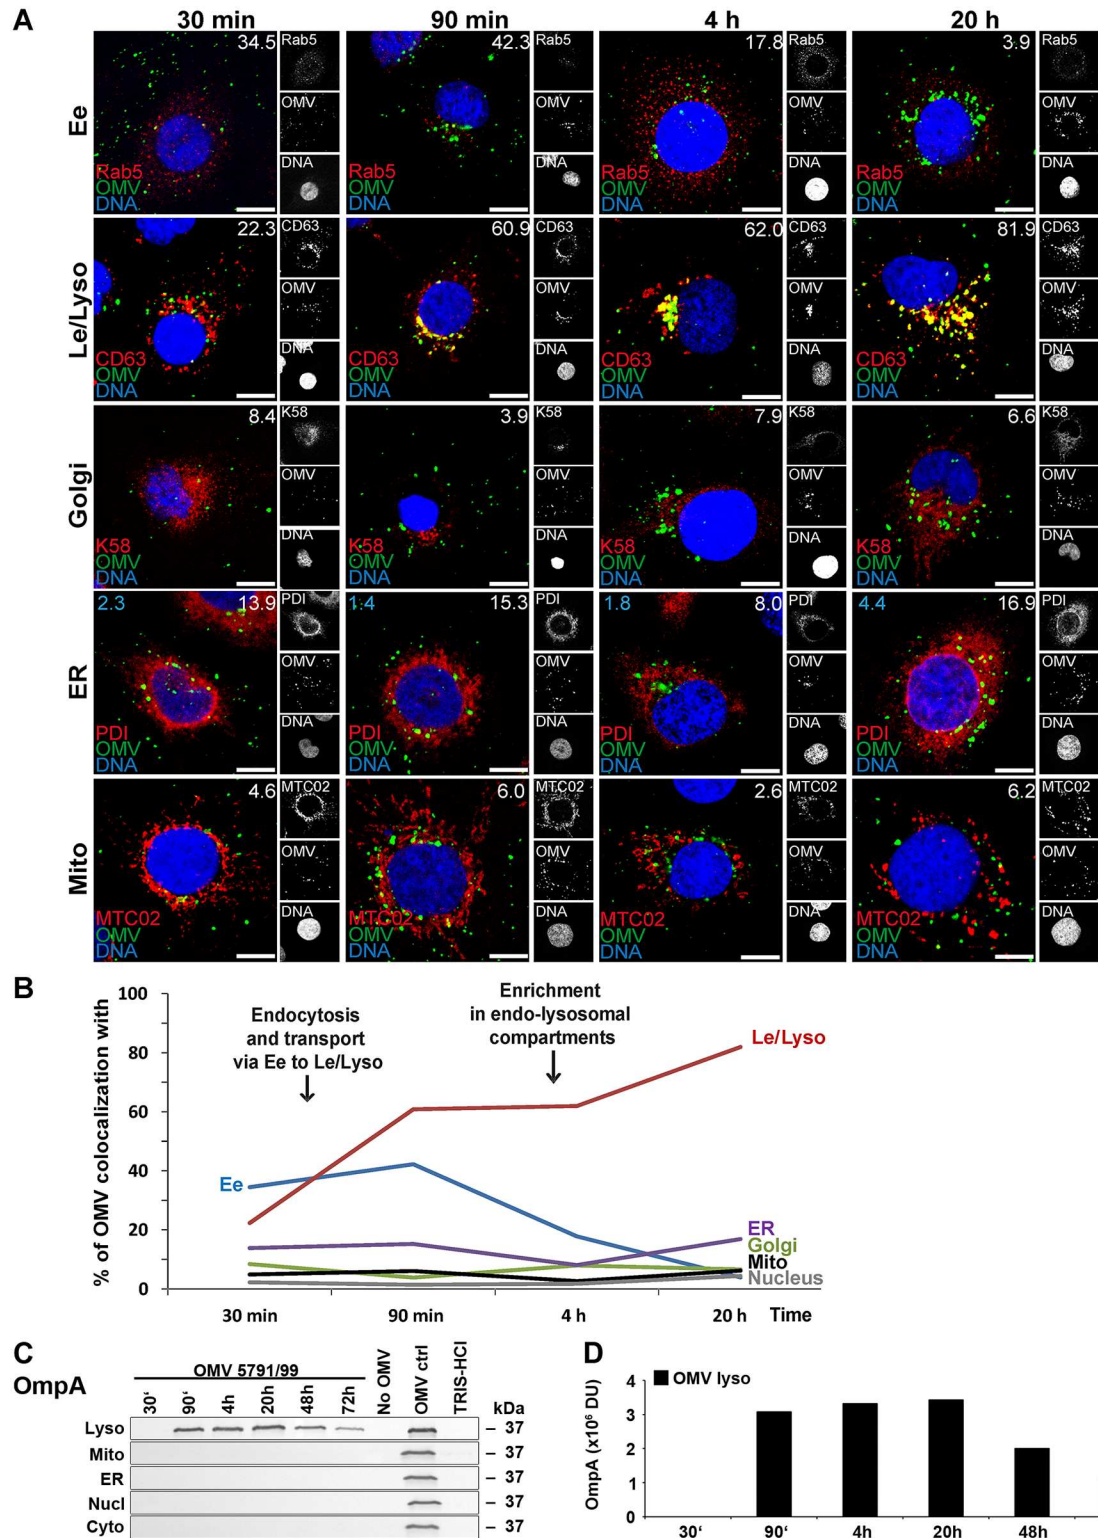 A
30 min 90 min 4 h 20 h
Ee
34.5 Rab5 OMV DNA
Rab5
OMV
DNA
42.3 Rab5 OMV DNA
Rab5
OMV
DNA
17.8 Rab5 OMV DNA
Rab5
OMV
DNA
3.9 Rab5 OMV DNA
Rab5
OMV
DNA
Le/Lyso
22.3 CD63 OMV DNA
CD63
OMV
DNA
60.9 CD63 OMV DNA
CD63
OMV
DNA
62.0 CD63 OMV DNA
CD63
OMV
DNA
81.9 CD63 OMV DNA
CD63
OMV
DNA
Golgi
8.4 K58 OMV DNA
K58
OMV
DNA
3.9 K58 OMV DNA
K58
OMV
DNA
7.9 K58 OMV DNA
K58
OMV
DNA
6.6 K58 OMV DNA
K58
OMV
DNA
ER
2.3 13.9 PDI OMV DNA
PDI
OMV
DNA
1.4 15.3 PDI OMV DNA
PDI
OMV
DNA
1.8 8.0 PDI OMV DNA
PDI
OMV
DNA
4.4 16.9 PDI OMV DNA
PDI
OMV
DNA
Mito
4.6 MTC02 OMV DNA
MTC02
OMV
DNA
6.0 MTC02 OMV DNA
MTC02
OMV
DNA
2.6 MTC02 OMV DNA
MTC02
OMV
DNA
6.2 MTC02 OMV DNA
MTC02
OMV
DNA
B
% of OMV colocalization with
100
80
60
40
20
0
Endocytosis
and transport
via Ee to Le/Lyso
Enrichment
in endo-lysosomal
compartments
Le/Lyso
Ee
ER
Golgi
Mito
Nucleus
30 min 90 min 4 h 20 h Time
C
OmpA
OMV 5791/99
30‘ 90‘ 4h 20h 48h 72h No OMV OMV ctrl TRIS-HCl
kDa
Lyso – 37
Mito – 37
ER – 37
Nucl – 37
Cyto – 37
D
OMV lyso
OmpA (x10⁶ DU)
4
3
2
1
0
30‘ 90‘ 4h 20h 48h